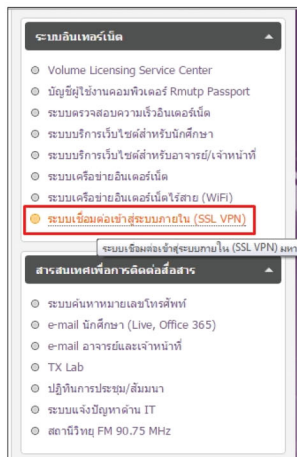 ระบบอินเทอร์เน็ต
Volume Licensing Service Center
บัญชีผู้ใช้งานคอมพิวเตอร์ Rmutp Passport
ระบบตรวจสอบความเร็วอินเตอร์เน็ต
ระบบบริการเว็บไซต์สำหรับนักศึกษา
ระบบบริการเว็บไซต์สำหรับอาจารย์/เจ้าหน้าที่
ระบบเครือข่ายอินเตอร์เน็ต
ระบบเครือข่ายอินเตอร์เน็ตไร้สาย (WiFi)
ระบบเชื่อมต่อเข้าสู่ระบบภายใน (SSL VPN)
ระบบเชื่อมต่อเข้าสู่ระบบภายใน (SSL VPN) มหา
สารสนเทศเพื่อการติดต่อสื่อสาร
ระบบค้นหาหมายเลขโทรศัพท์
e-mail นักศึกษา (Live, Office 365)
e-mail อาจารย์และเจ้าหน้าที่
TX Lab
ปฏิทินการประชุม/สัมมนา
ระบบแจ้งปัญหาด้าน IT
สถานีวิทยุ FM 90.75 MHz